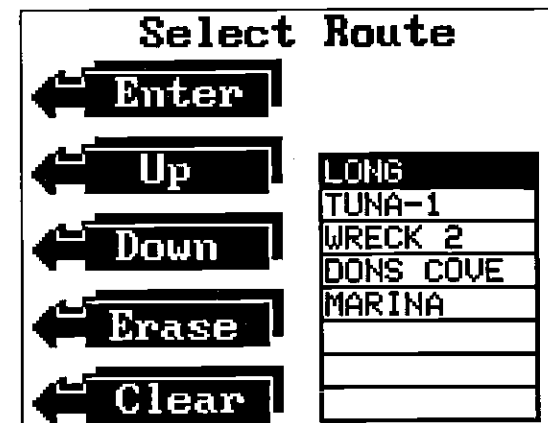 Select Route
Enter
Up
Down
Erase
Clear
LONG
TUNA-1
WRECK 2
DONS COVE
MARINA